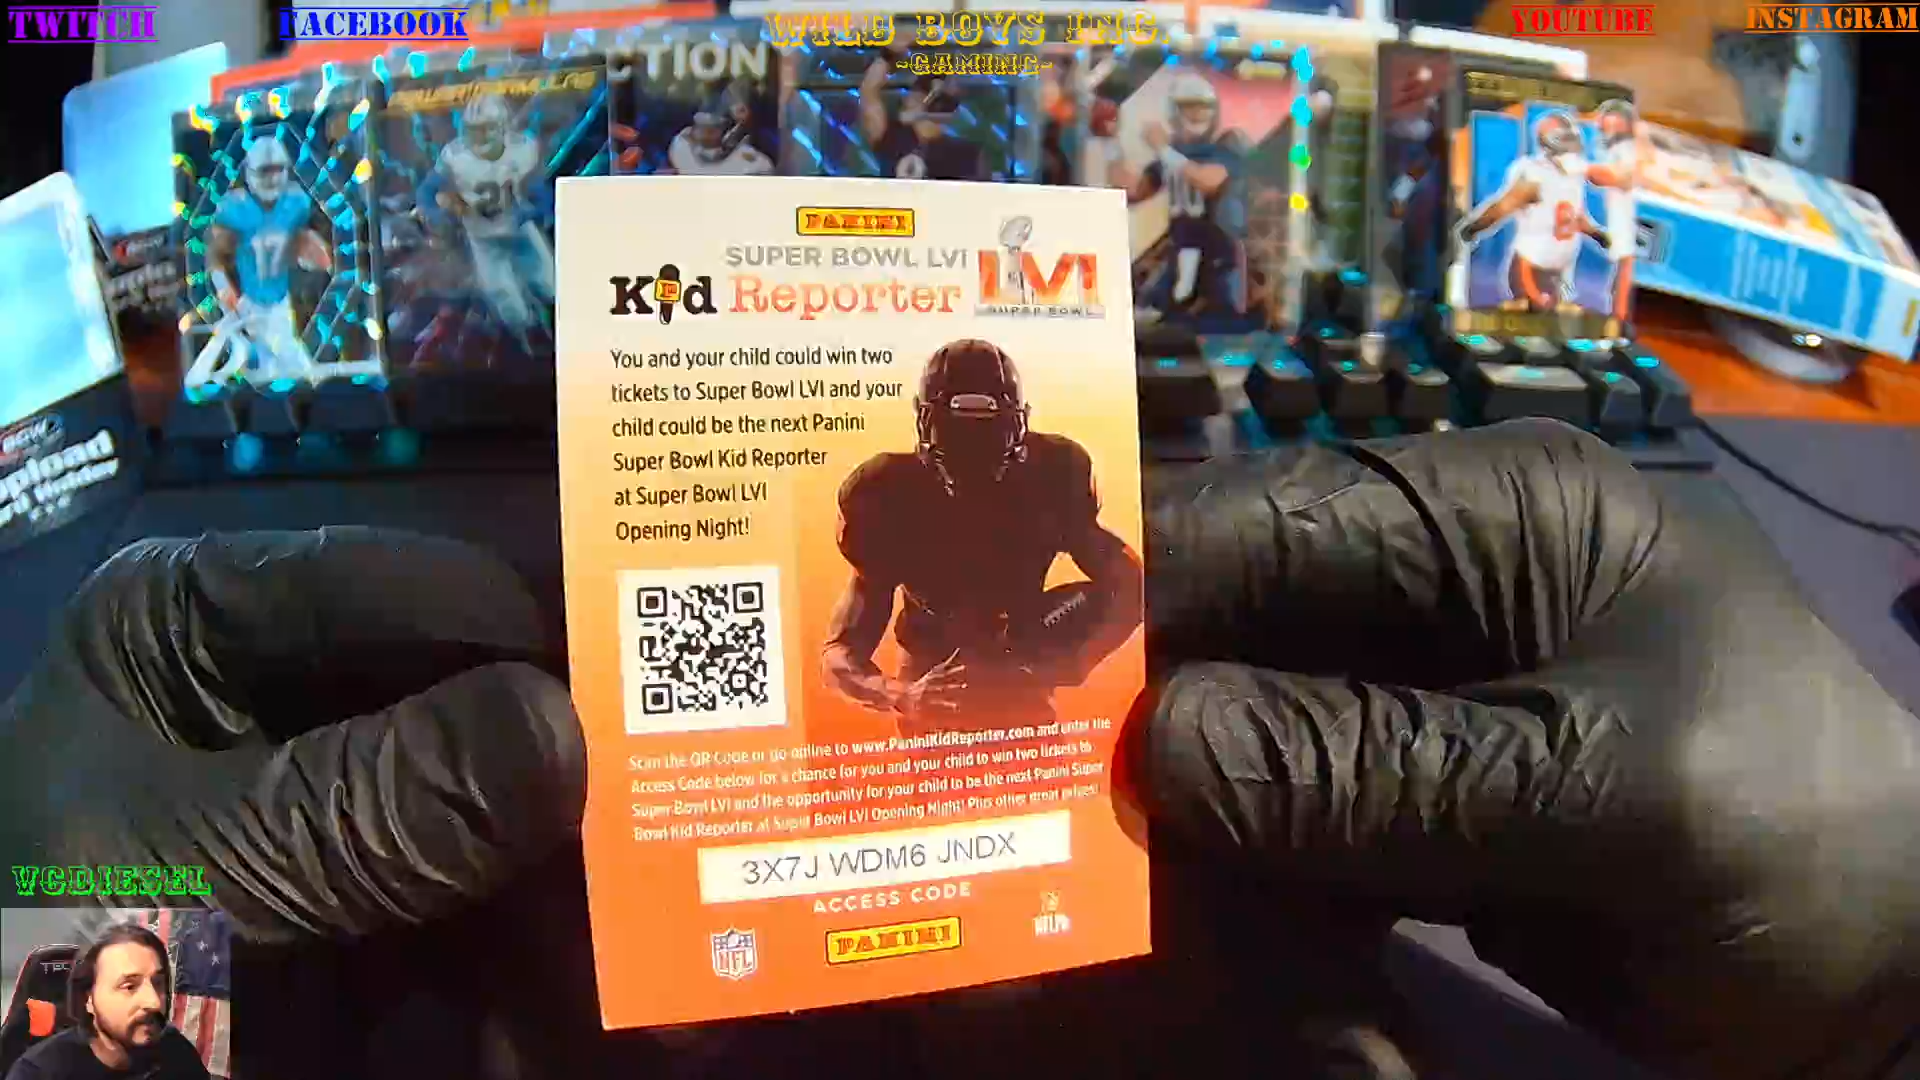 TWITCH
FACEBOOK
WILD BOYS INC.
-GAMING-
YOUTUBE
INSTAGRAM
CTION
21
17
8
PANINI
SUPER BOWL LVI
Kid Reporter
LVI
SUPER BOWL
You and your child could win two
tickets to Super Bowl LVI and your
child could be the next Panini
Super Bowl Kid Reporter
at Super Bowl LVI
Opening Night!
Scan the QR Code or go online to www.PaniniKidReporter.com and enter the
Access Code below for a chance for you and your child to win two tickets to
Super Bowl LVI and the opportunity for your child to be the next Panini Super
Bowl Kid Reporter at Super Bowl LVI Opening Night! Plus other great prizes!
3X7J WDM6 JNDX
ACCESS CODE
NFL
PANINI
NFLPA
VGDIESEL